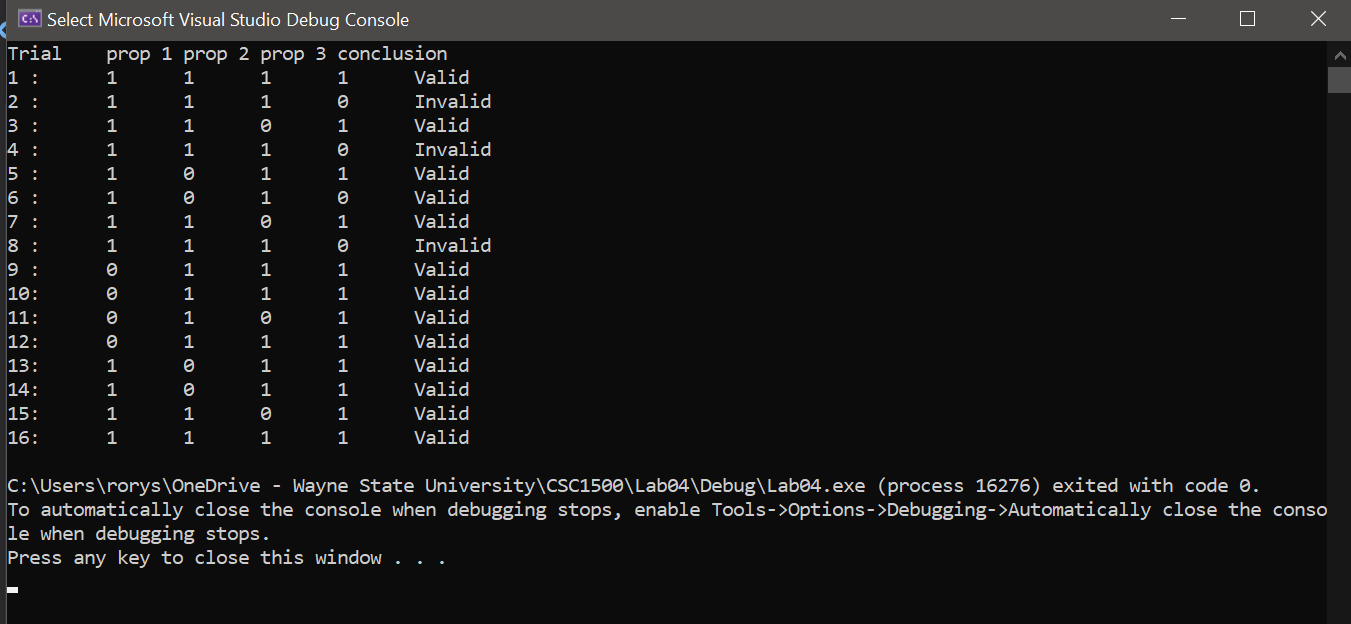 Select Microsoft Visual Studio Debug Console
Trial prop 1 prop 2 prop 3 conclusion
1 : 1 1 1 1 Valid
2 : 1 1 1 0 Invalid
3 : 1 1 0 1 Valid
4 : 1 1 1 0 Invalid
5 : 1 0 1 1 Valid
6 : 1 0 1 0 Valid
7 : 1 1 0 1 Valid
8 : 1 1 1 0 Invalid
9 : 0 1 1 1 Valid
10: 0 1 1 1 Valid
11: 0 1 0 1 Valid
12: 0 1 1 1 Valid
13: 1 0 1 1 Valid
14: 1 0 1 1 Valid
15: 1 1 0 1 Valid
16: 1 1 1 1 Valid
C:\Users\rorys\OneDrive - Wayne State University\CSC1500\Lab04\Debug\Lab04.exe (process 16276) exited with code 0.
To automatically close the console when debugging stops, enable Tools->Options->Debugging->Automatically close the conso
le when debugging stops.
Press any key to close this window . . .